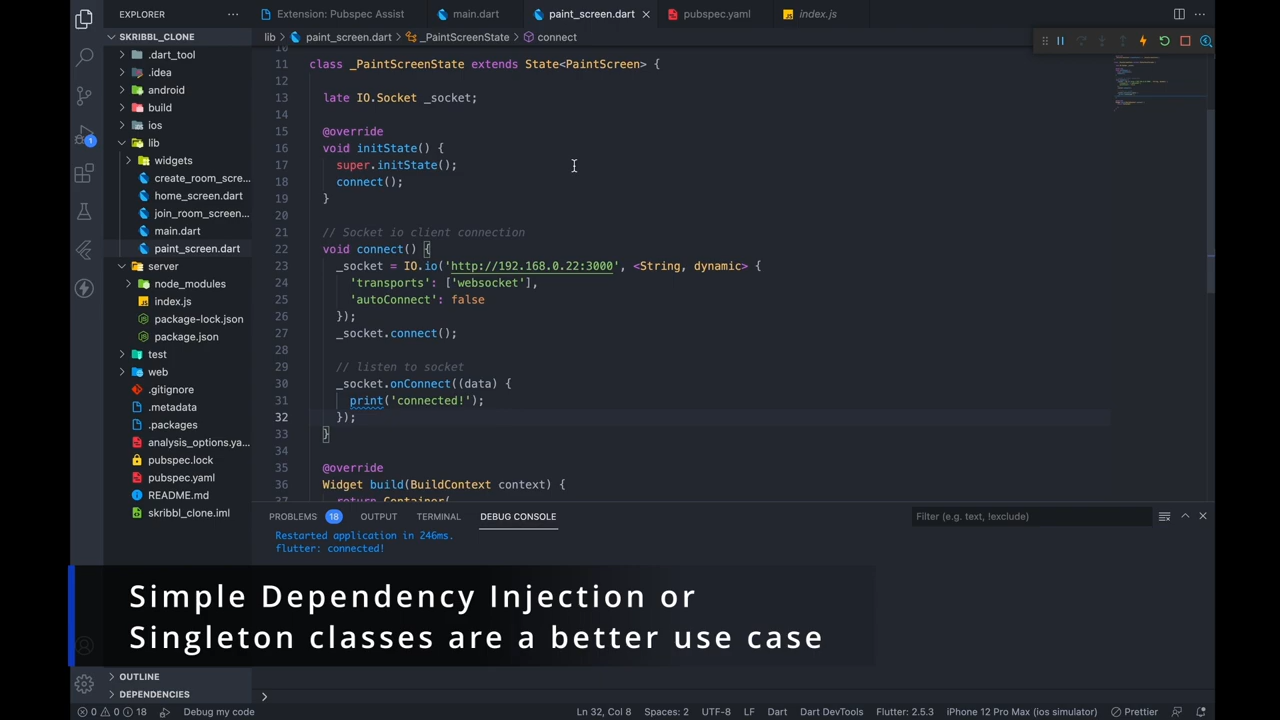 EXPLORER
SKRIBBL_CLONE
.dart_tool
.idea
android
build
ios
lib
widgets
create_room_scre...
home_screen.dart
join_room_screen...
main.dart
paint_screen.dart
server
node_modules
index.js
package-lock.json
package.json
test
web
.gitignore
.metadata
.packages
analysis_options.ya...
pubspec.lock
pubspec.yaml
README.md
skribbl_clone.iml
OUTLINE
DEPENDENCIES
1
Extension: Pubspec Assist
main.dart
paint_screen.dart
pubspec.yaml
index.js
lib > paint_screen.dart > _PaintScreenState > connect
11 class _PaintScreenState extends State<PaintScreen> {
12
13 late IO.Socket _socket;
14
15 @override
16 void initState() {
17 super.initState();
18 connect();
19 }
20
21 // Socket io client connection
22 void connect() {
23 _socket = IO.io('http://192.168.0.22:3000', <String, dynamic> {
24 'transports': ['websocket'],
25 'autoConnect': false
26 });
27 _socket.connect();
28
29 // listen to socket
30 _socket.onConnect((data) {
31 print('connected!');
32 });
33 }
34
35 @override
36 Widget build(BuildContext context) {
PROBLEMS 18 OUTPUT TERMINAL DEBUG CONSOLE
Filter (e.g. text, !exclude)
Restarted application in 246ms.
flutter: connected!
Simple Dependency Injection or
Singleton classes are a better use case
0 0 18 Debug my code
Ln 32, Col 8 Spaces: 2 UTF-8 LF Dart Dart DevTools Flutter: 2.5.3 iPhone 12 Pro Max (ios simulator) Prettier